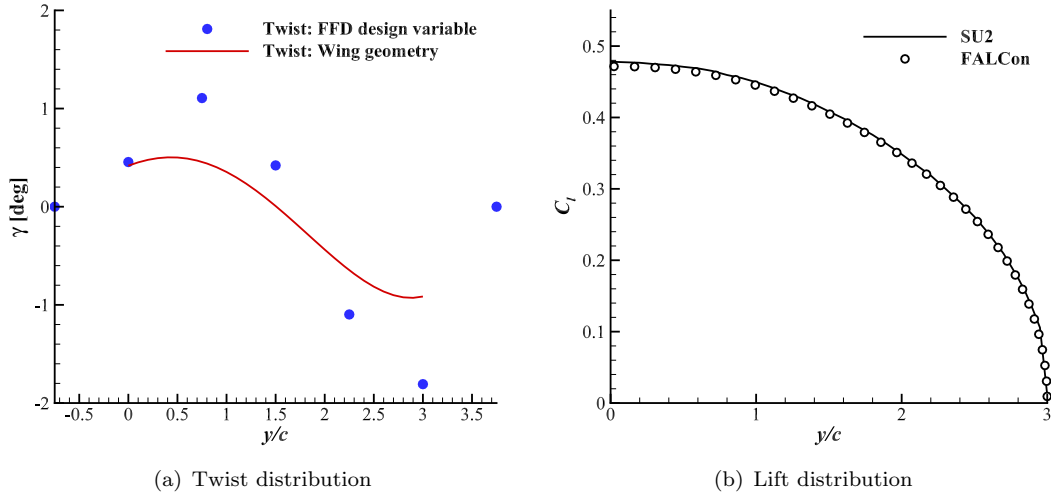 2
1
0
-1
-2
γ [deg]
Twist: FFD design variable
Twist: Wing geometry
-0.5 0 0.5 1 1.5 2 2.5 3 3.5
y/c
(a) Twist distribution
0.5
0.4
0.3
0.2
0.1
0
C_l
SU2
FALCon
0 1 2 3
y/c
(b) Lift distribution